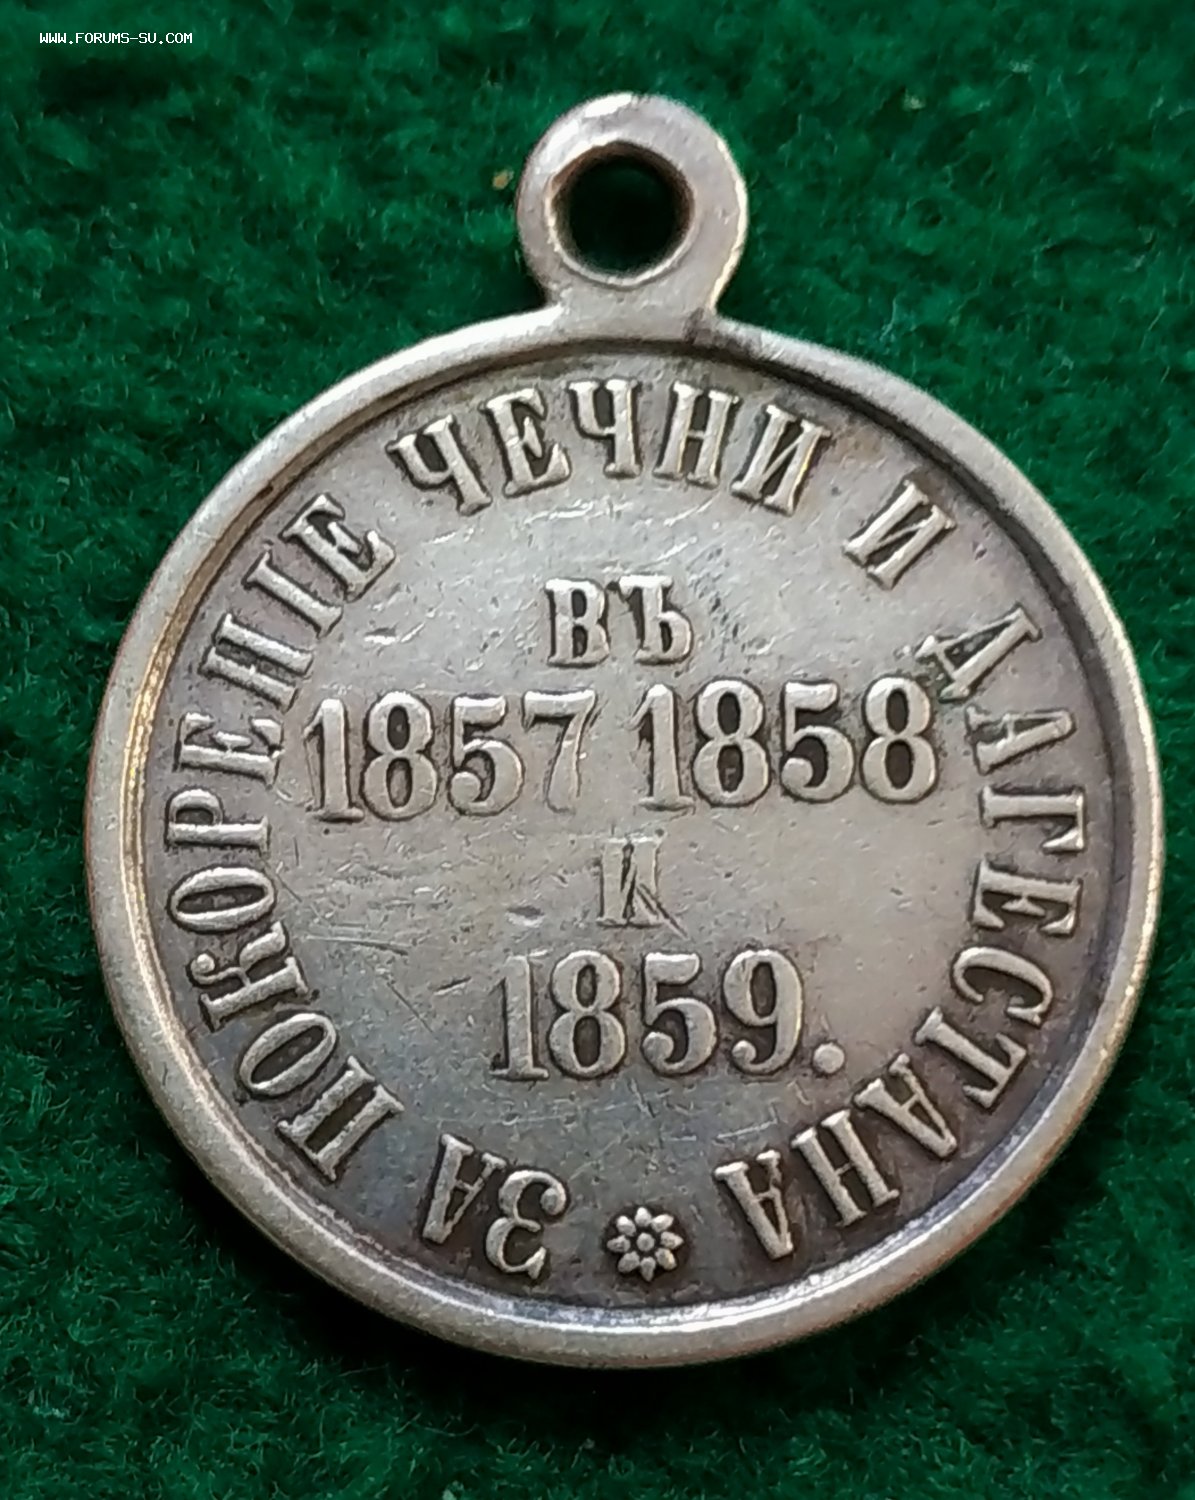 WWW.FORUMS-SU.COM
ЗА ПОКОРЕНІЕ ЧЕЧНИ И ДАГЕСТАНА
ВЪ
1857 1858
И
1859.